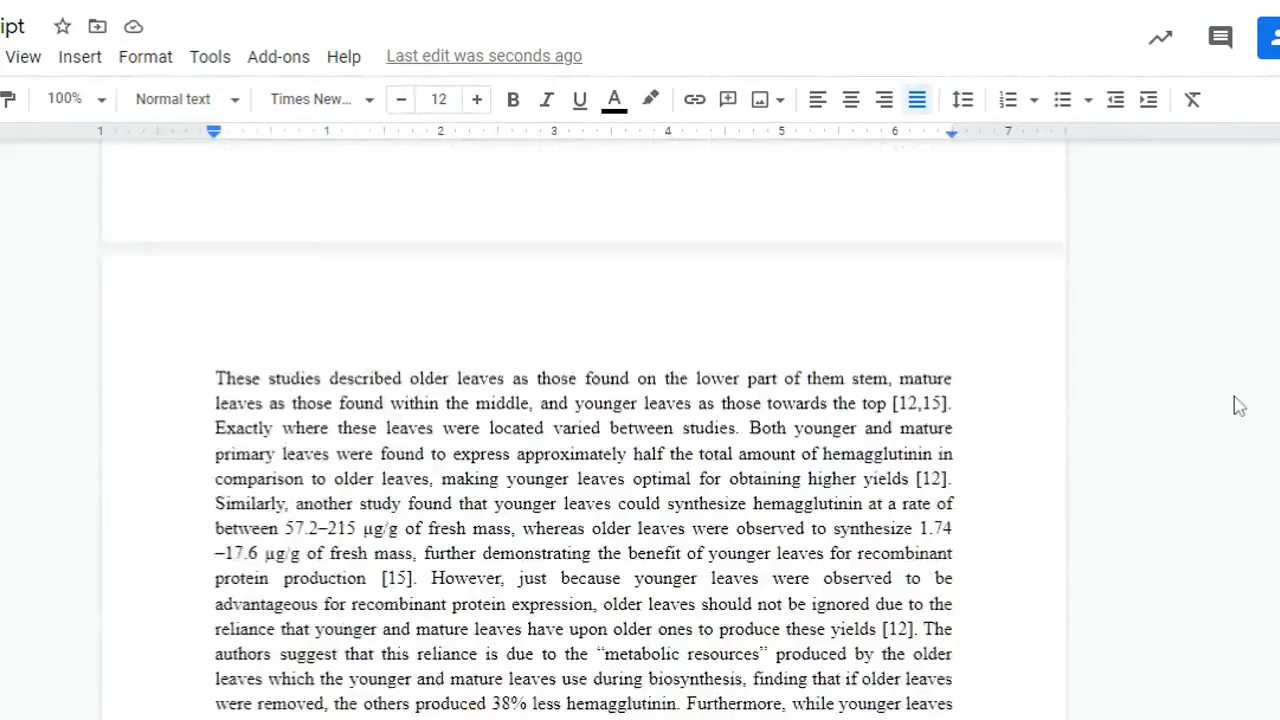 ipt
View Insert Format Tools Add-ons Help Last edit was seconds ago
100% Normal text Times New... − 12 + B I U A
1 1 2 3 4 5 6 7
These studies described older leaves as those found on the lower part of them stem, mature
leaves as those found within the middle, and younger leaves as those towards the top [12,15].
Exactly where these leaves were located varied between studies. Both younger and mature
primary leaves were found to express approximately half the total amount of hemagglutinin in
comparison to older leaves, making younger leaves optimal for obtaining higher yields [12].
Similarly, another study found that younger leaves could synthesize hemagglutinin at a rate of
between 57.2–215 µg/g of fresh mass, whereas older leaves were observed to synthesize 1.74
–17.6 µg/g of fresh mass, further demonstrating the benefit of younger leaves for recombinant
protein production [15]. However, just because younger leaves were observed to be
advantageous for recombinant protein expression, older leaves should not be ignored due to the
reliance that younger and mature leaves have upon older ones to produce these yields [12]. The
authors suggest that this reliance is due to the “metabolic resources” produced by the older
leaves which the younger and mature leaves use during biosynthesis, finding that if older leaves
were removed, the others produced 38% less hemagglutinin. Furthermore, while younger leaves